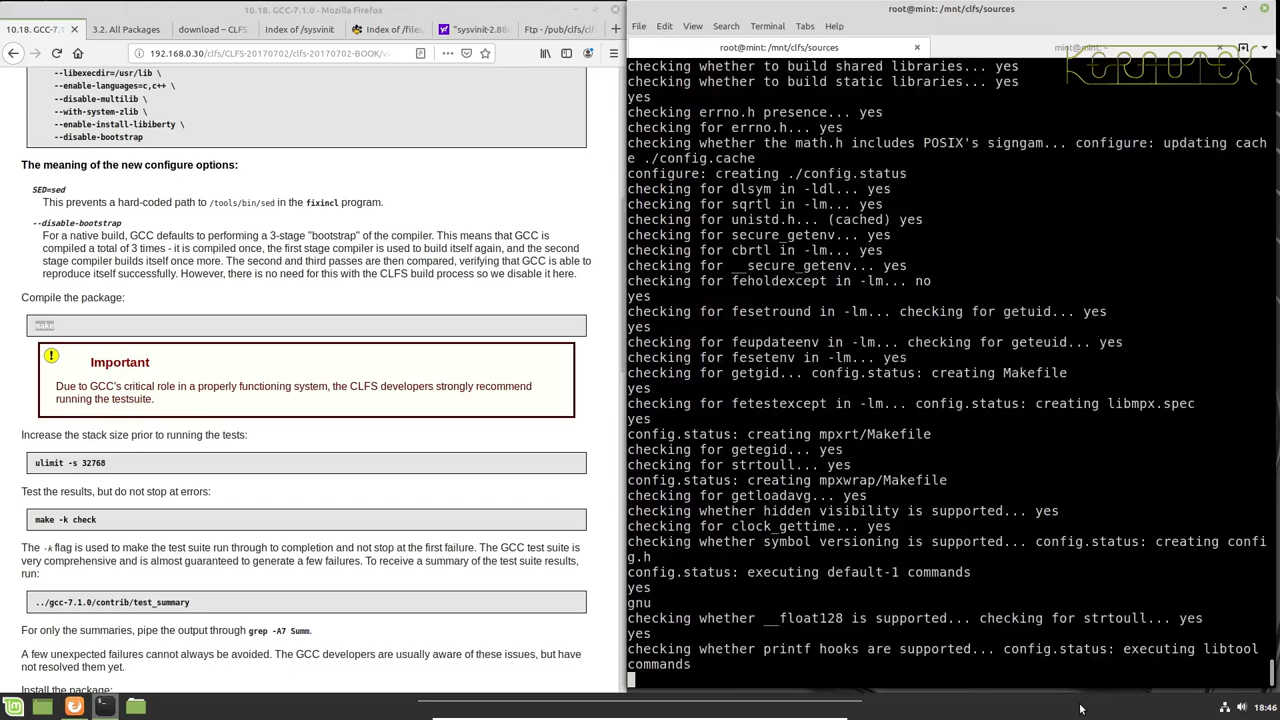 10.18. GCC-7.1.0 - Mozilla Firefox
10.18. GCC-7.1
3.2. All Packages
download – CLFS
Index of /sysvinit
Index of /files
"sysvinit-2.88
Ftp - /pub/clfs/clfs
192.168.0.30/clfs/CLFS-20170702/clfs-20170702-BOOK/v
--libexecdir=/usr/lib \
--enable-languages=c,c++ \
--disable-multilib \
--with-system-zlib \
--enable-install-libiberty \
--disable-bootstrap
The meaning of the new configure options:
SED=sed
This prevents a hard-coded path to /tools/bin/sed in the fixincl program.
--disable-bootstrap
For a native build, GCC defaults to performing a 3-stage "bootstrap" of the compiler. This means that GCC is
compiled a total of 3 times - it is compiled once, the first stage compiler is used to build itself again, and the second
stage compiler builds itself once more. The second and third passes are then compared, verifying that GCC is able to
reproduce itself successfully. However, there is no need for this with the CLFS build process so we disable it here.
Compile the package:
make
Important
Due to GCC's critical role in a properly functioning system, the CLFS developers strongly recommend
running the testsuite.
Increase the stack size prior to running the tests:
ulimit -s 32768
Test the results, but do not stop at errors:
make -k check
The -k flag is used to make the test suite run through to completion and not stop at the first failure. The GCC test suite is
very comprehensive and is almost guaranteed to generate a few failures. To receive a summary of the test suite results,
run:
../gcc-7.1.0/contrib/test_summary
For only the summaries, pipe the output through grep -A7 Summ.
A few unexpected failures cannot always be avoided. The GCC developers are usually aware of these issues, but have
not resolved them yet.
Install the package:
root@mint: /mnt/clfs/sources
File Edit View Search Terminal Tabs Help
root@mint: /mnt/clfs/sources
mint@mint: ~
KERNOTEX
checking whether to build shared libraries... yes
checking whether to build static libraries... yes
yes
checking errno.h presence... yes
checking for errno.h... yes
checking whether the math.h includes POSIX's signgam... configure: updating cach
e ./config.cache
configure: creating ./config.status
checking for dlsym in -ldl... yes
checking for sqrtl in -lm... yes
checking for unistd.h... (cached) yes
checking for secure_getenv... yes
checking for cbrtl in -lm... yes
checking for __secure_getenv... yes
checking for feholdexcept in -lm... no
yes
checking for fesetround in -lm... checking for getuid... yes
yes
checking for feupdateenv in -lm... checking for geteuid... yes
checking for fesetenv in -lm... yes
checking for getgid... config.status: creating Makefile
yes
checking for fetestexcept in -lm... config.status: creating libmpx.spec
yes
config.status: creating mpxrt/Makefile
checking for getegid... yes
checking for strtoull... yes
config.status: creating mpxwrap/Makefile
checking for getloadavg... yes
checking whether hidden visibility is supported... yes
checking for clock_gettime... yes
checking whether symbol versioning is supported... config.status: creating confi
g.h
config.status: executing default-1 commands
yes
gnu
checking whether __float128 is supported... checking for strtoull... yes
yes
checking whether printf hooks are supported... config.status: executing libtool
commands
18:46